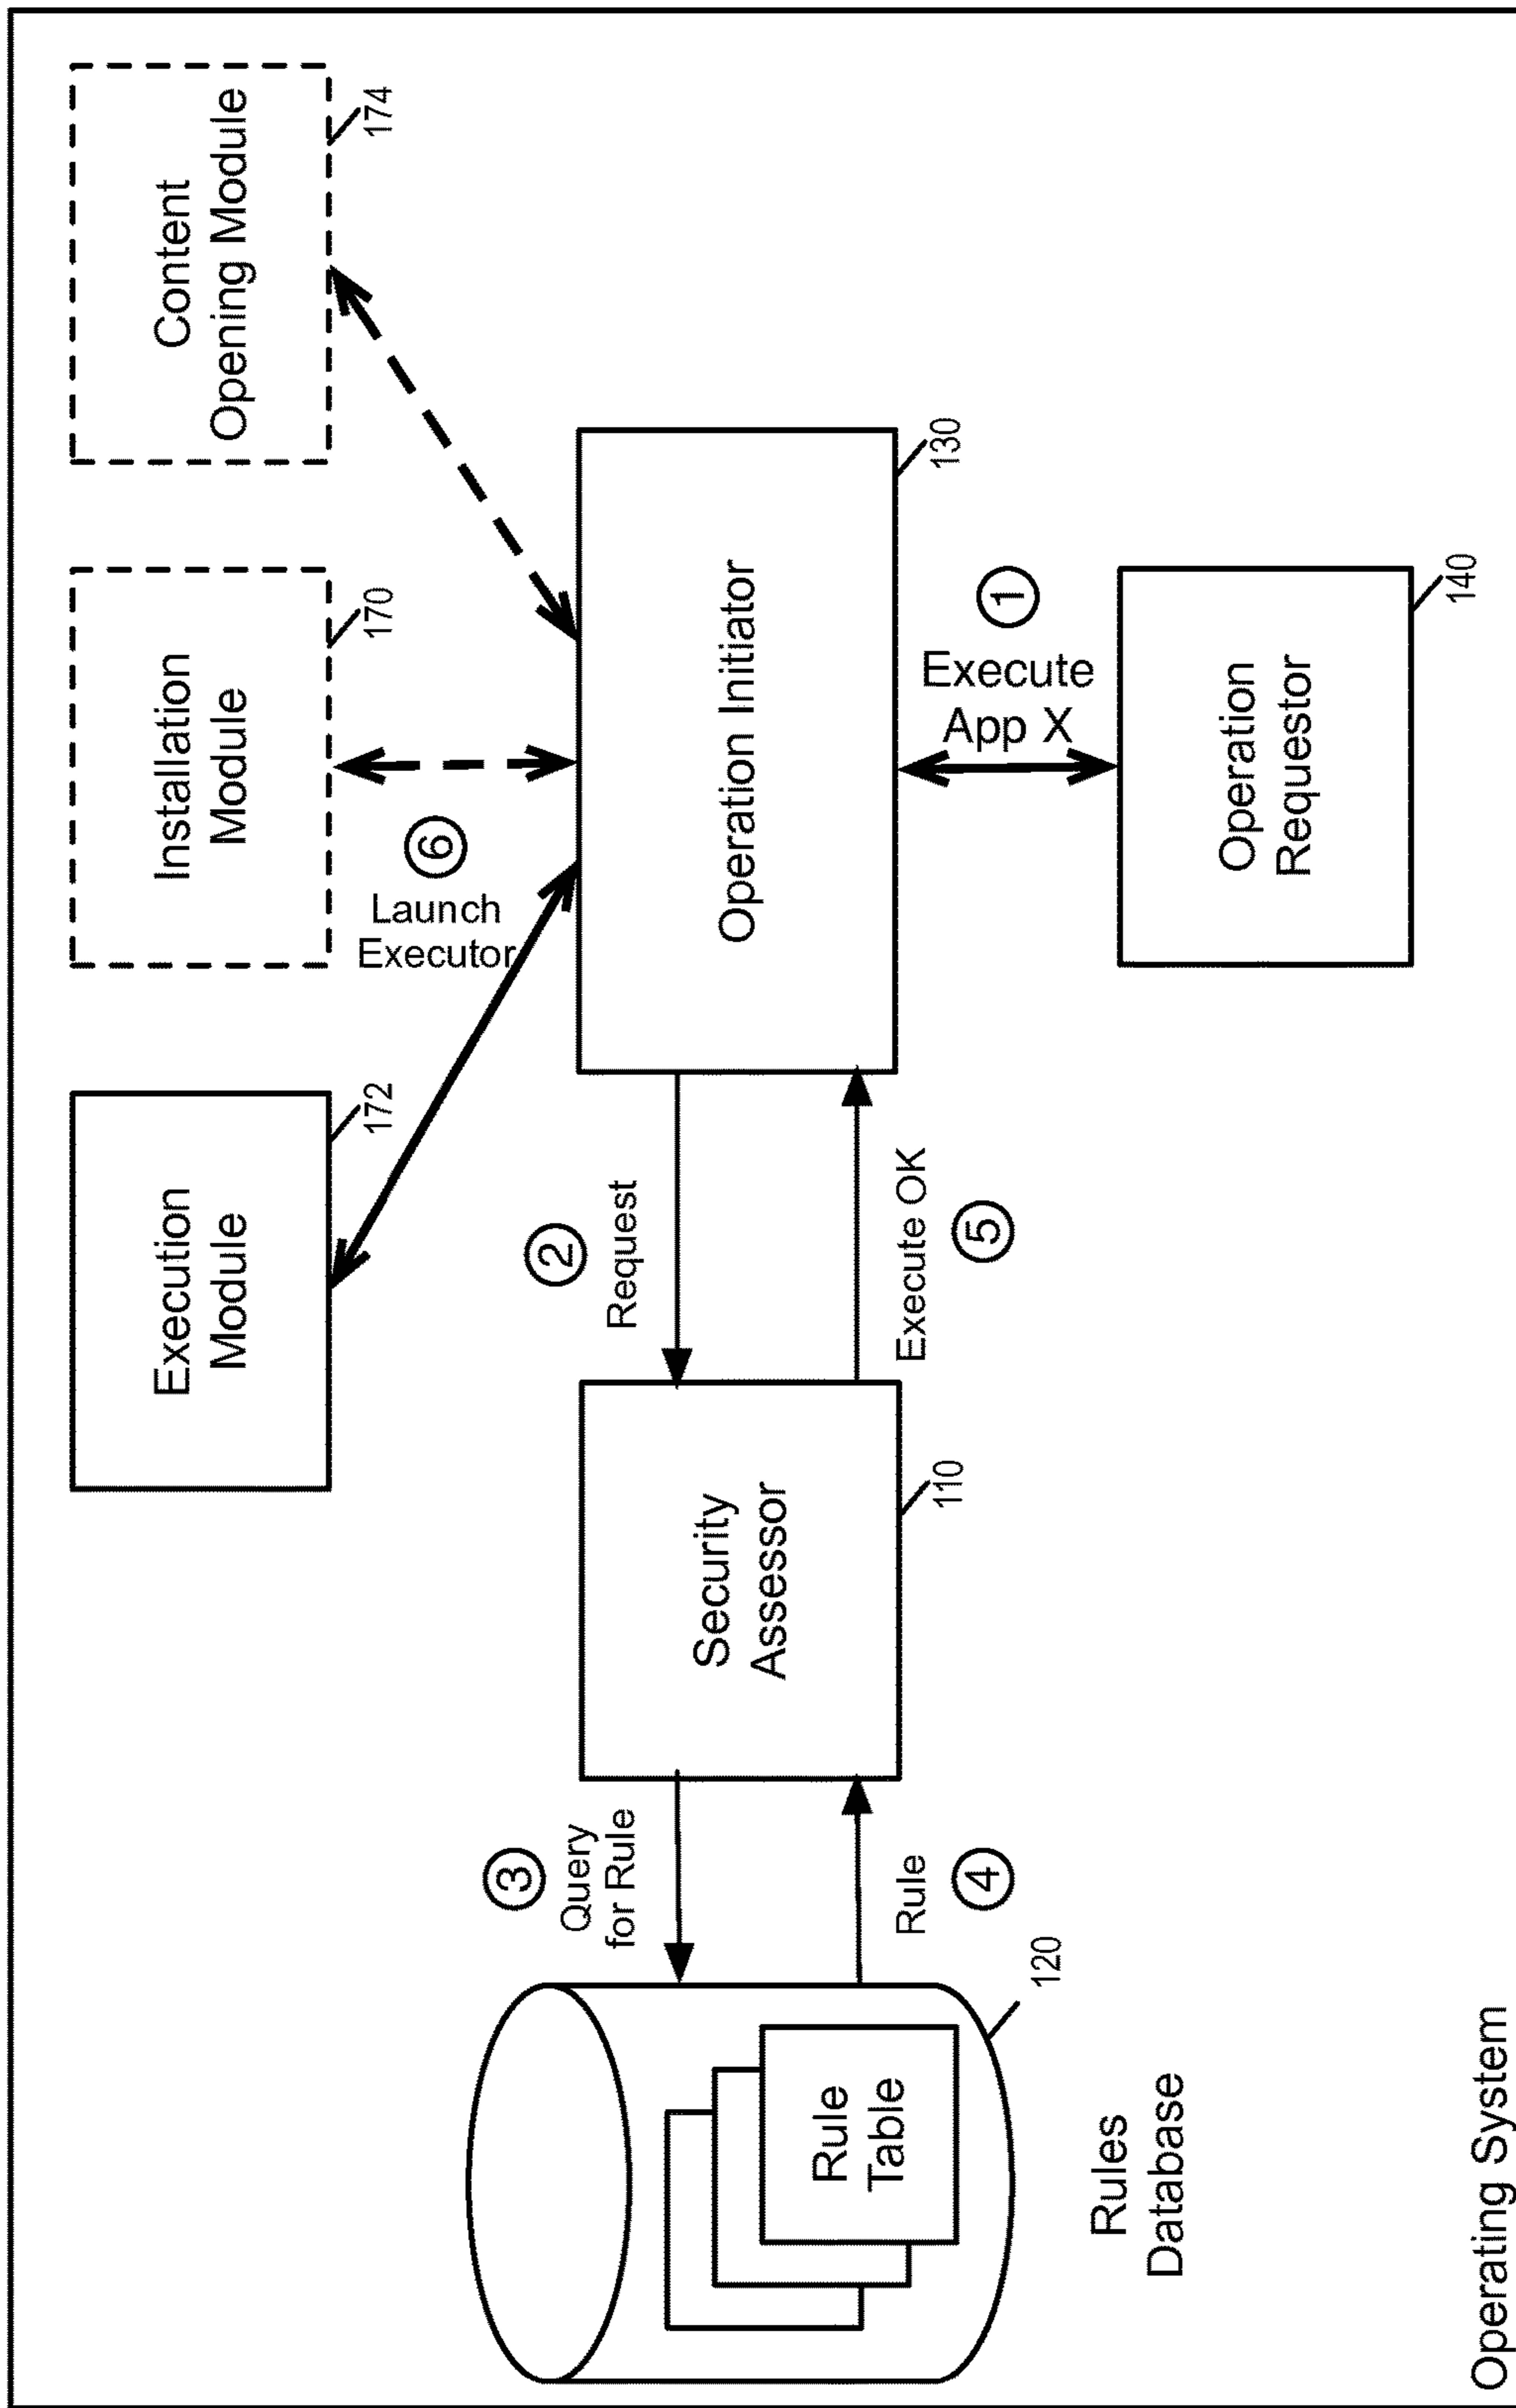 Execution
Module
172
Installation
Module
170
Content
Opening Module
174
6
Launch
Executor
3
Query
for Rule
2
Request
Rule
Table
Security
Assessor
Operation Initiator
Rule
4
Execute OK
5
120
110
130
1
Execute
App X
Rules
Database
Operation
Requestor
140
Operating System